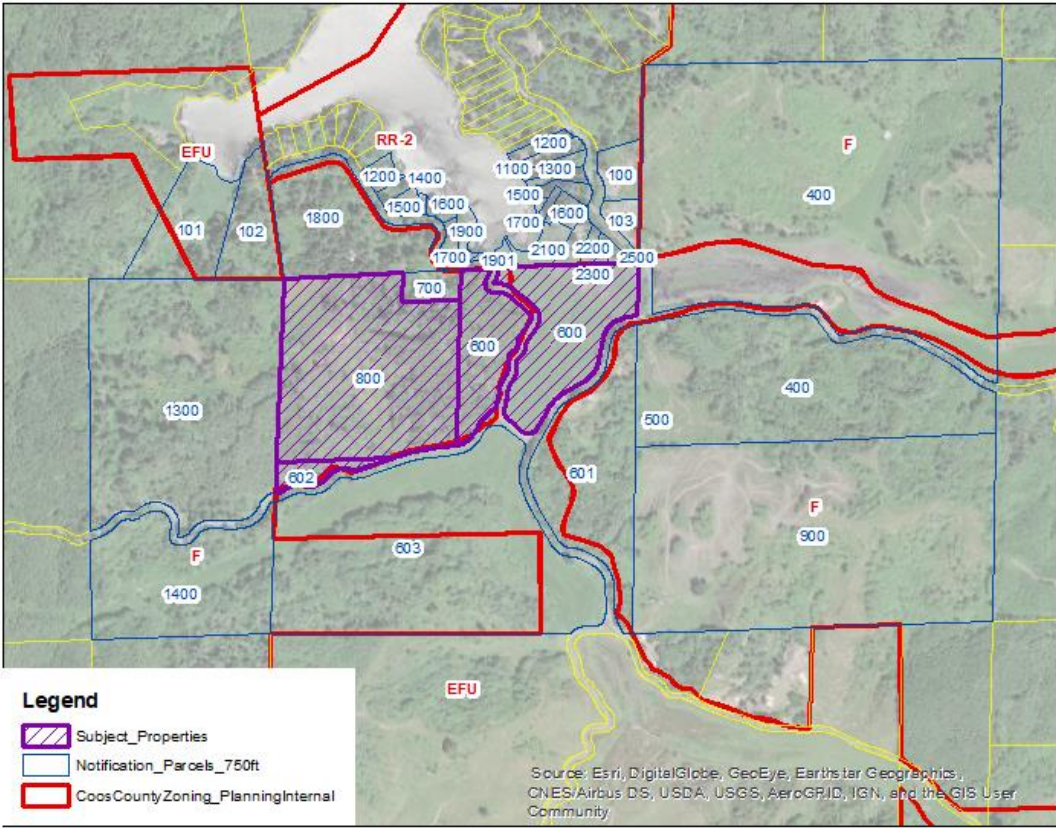 F
400
RR-2
EFU
1200
1100
1300
100
1200
1400
1500
1500
1600
1600
1700
103
101
102
1800
1900
2100
2200
1700
1901
2500
2300
700
600
600
800
400
1300
500
602
601
F
900
603
F
1400
EFU
Legend
Subject_Properties
Notification_Parcels_750ft
CoosCountyZoning_PlanningInternal
Source: Esri, DigitalGlobe, GeoEye, Earthstar Geographics,
CNES/Airbus DS, USDA, USGS, AeroGRID, IGN, and the GIS User
Community